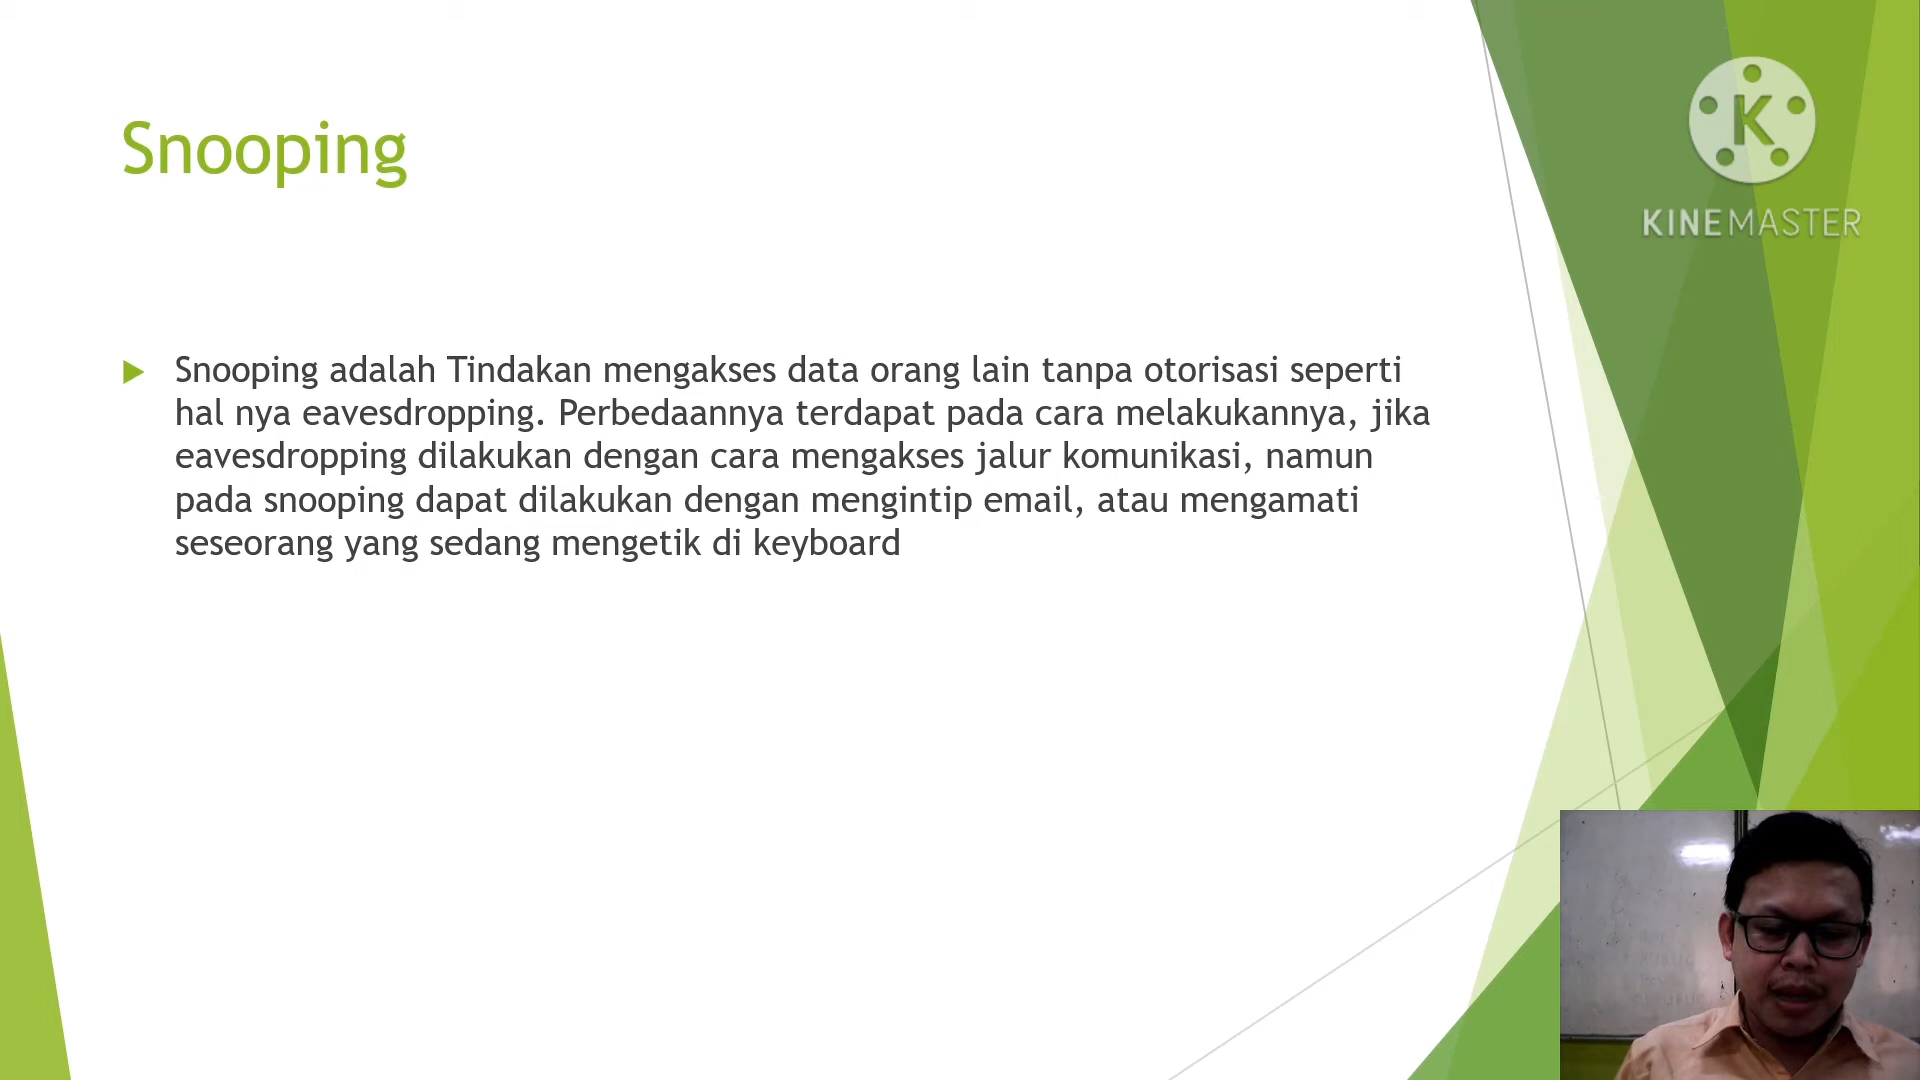 Snooping
Snooping adalah Tindakan mengakses data orang lain tanpa otorisasi seperti
hal nya eavesdropping. Perbedaannya terdapat pada cara melakukannya, jika
eavesdropping dilakukan dengan cara mengakses jalur komunikasi, namun
pada snooping dapat dilakukan dengan mengintip email, atau mengamati
seseorang yang sedang mengetik di keyboard
K
KINEMASTER